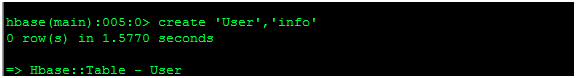 hbase(main):005:0> create 'User','info'
0 row(s) in 1.5770 seconds
=> Hbase::Table - User